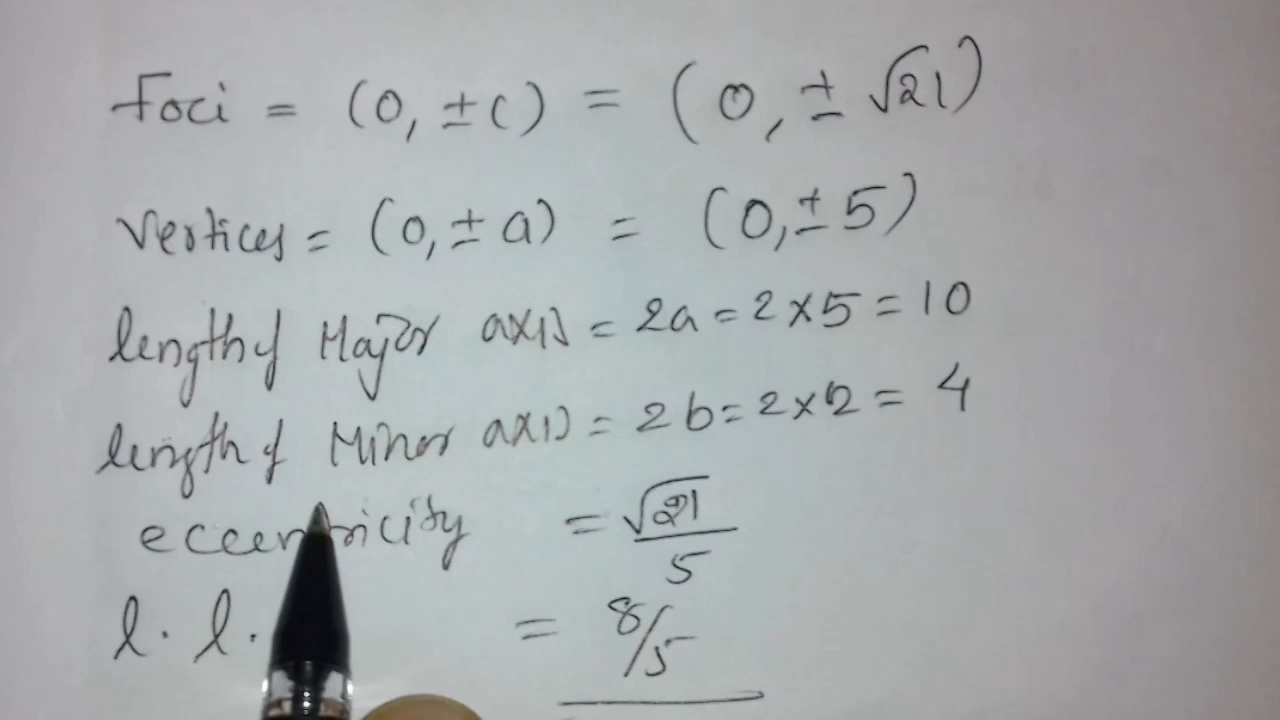 Foci = (0, ±c) = (0, ±√21)
Vertices = (0, ±a) = (0, ±5)
length of Major axis = 2a = 2×5 = 10
length of Minor axis = 2b = 2×2 = 4
eccentricity = √21/5
l. l. = 8/5